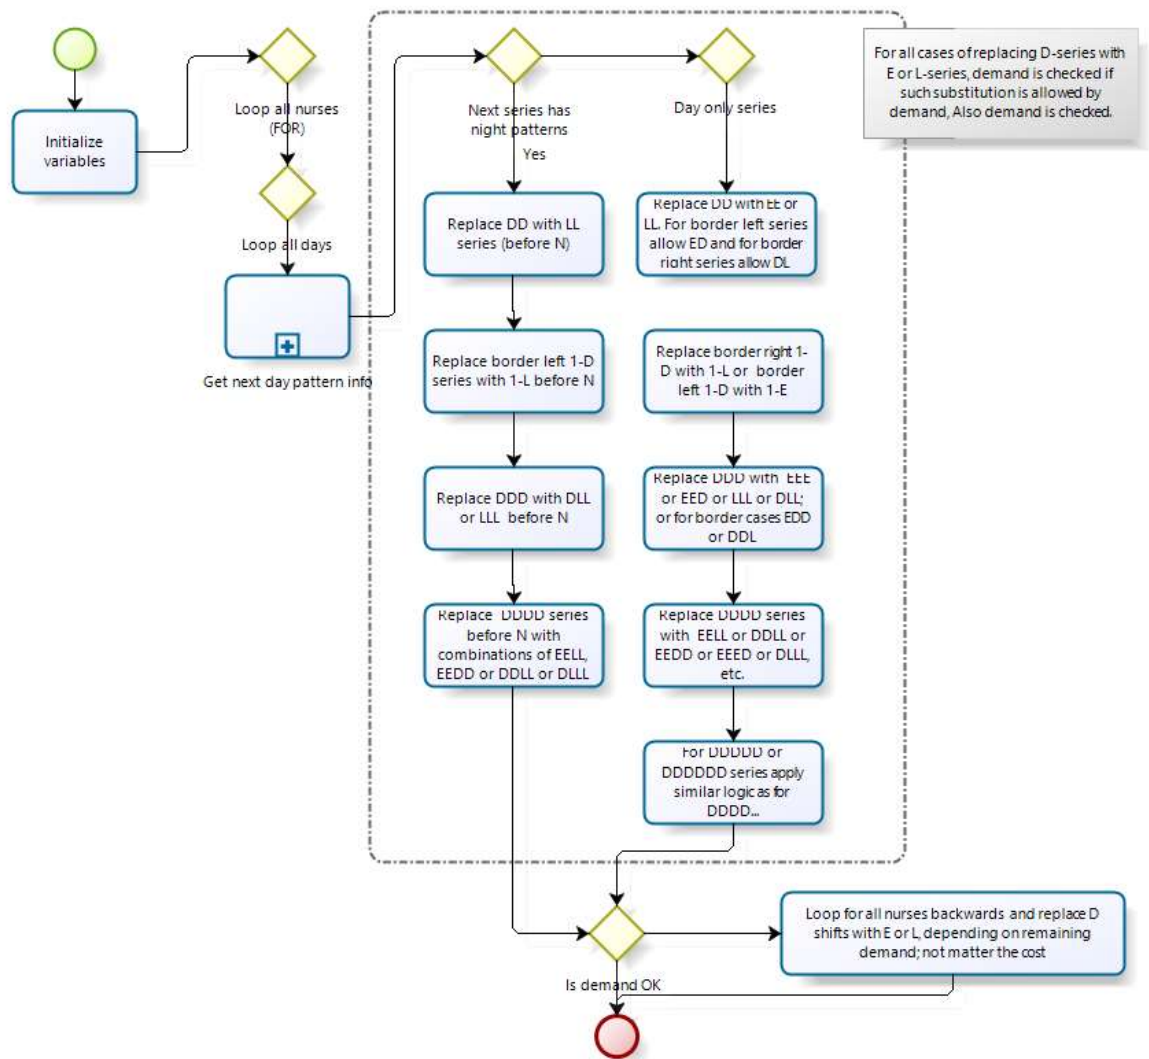 For all cases of replacing D-series with
E or L-series, demand is checked if
such substitution is allowed by
demand, Also demand is checked.
Initialize
variables
Loop all nurses
(FOR)
Next series has
night patterns
Day only series
Yes
Loop all days
Get next day pattern info
Replace DD with LL
series (before N)
Replace DD with EE or
LL. For border left series
allow ED and for border
right series allow DL
Replace border left 1-D
series with 1-L before N
Replace border right 1-
D with 1-L or border
left 1-D with 1-E
Replace DDD with DLL
or LLL before N
Replace DDD with EEE
or EED or LLL or DLL;
or for border cases EDD
or DDL
Replace DDDD series
before N with
combinations of EELL,
EEDD or DDLL or DLLL
Replace DDDD series
with EELL or DDLL or
EEDD or EEED or DLLL,
etc.
For DDDDD or
DDDDDD series apply
similar logic as for
DDDD...
Loop for all nurses backwards and replace D
shifts with E or L, depending on remaining
demand; not matter the cost
Is demand OK